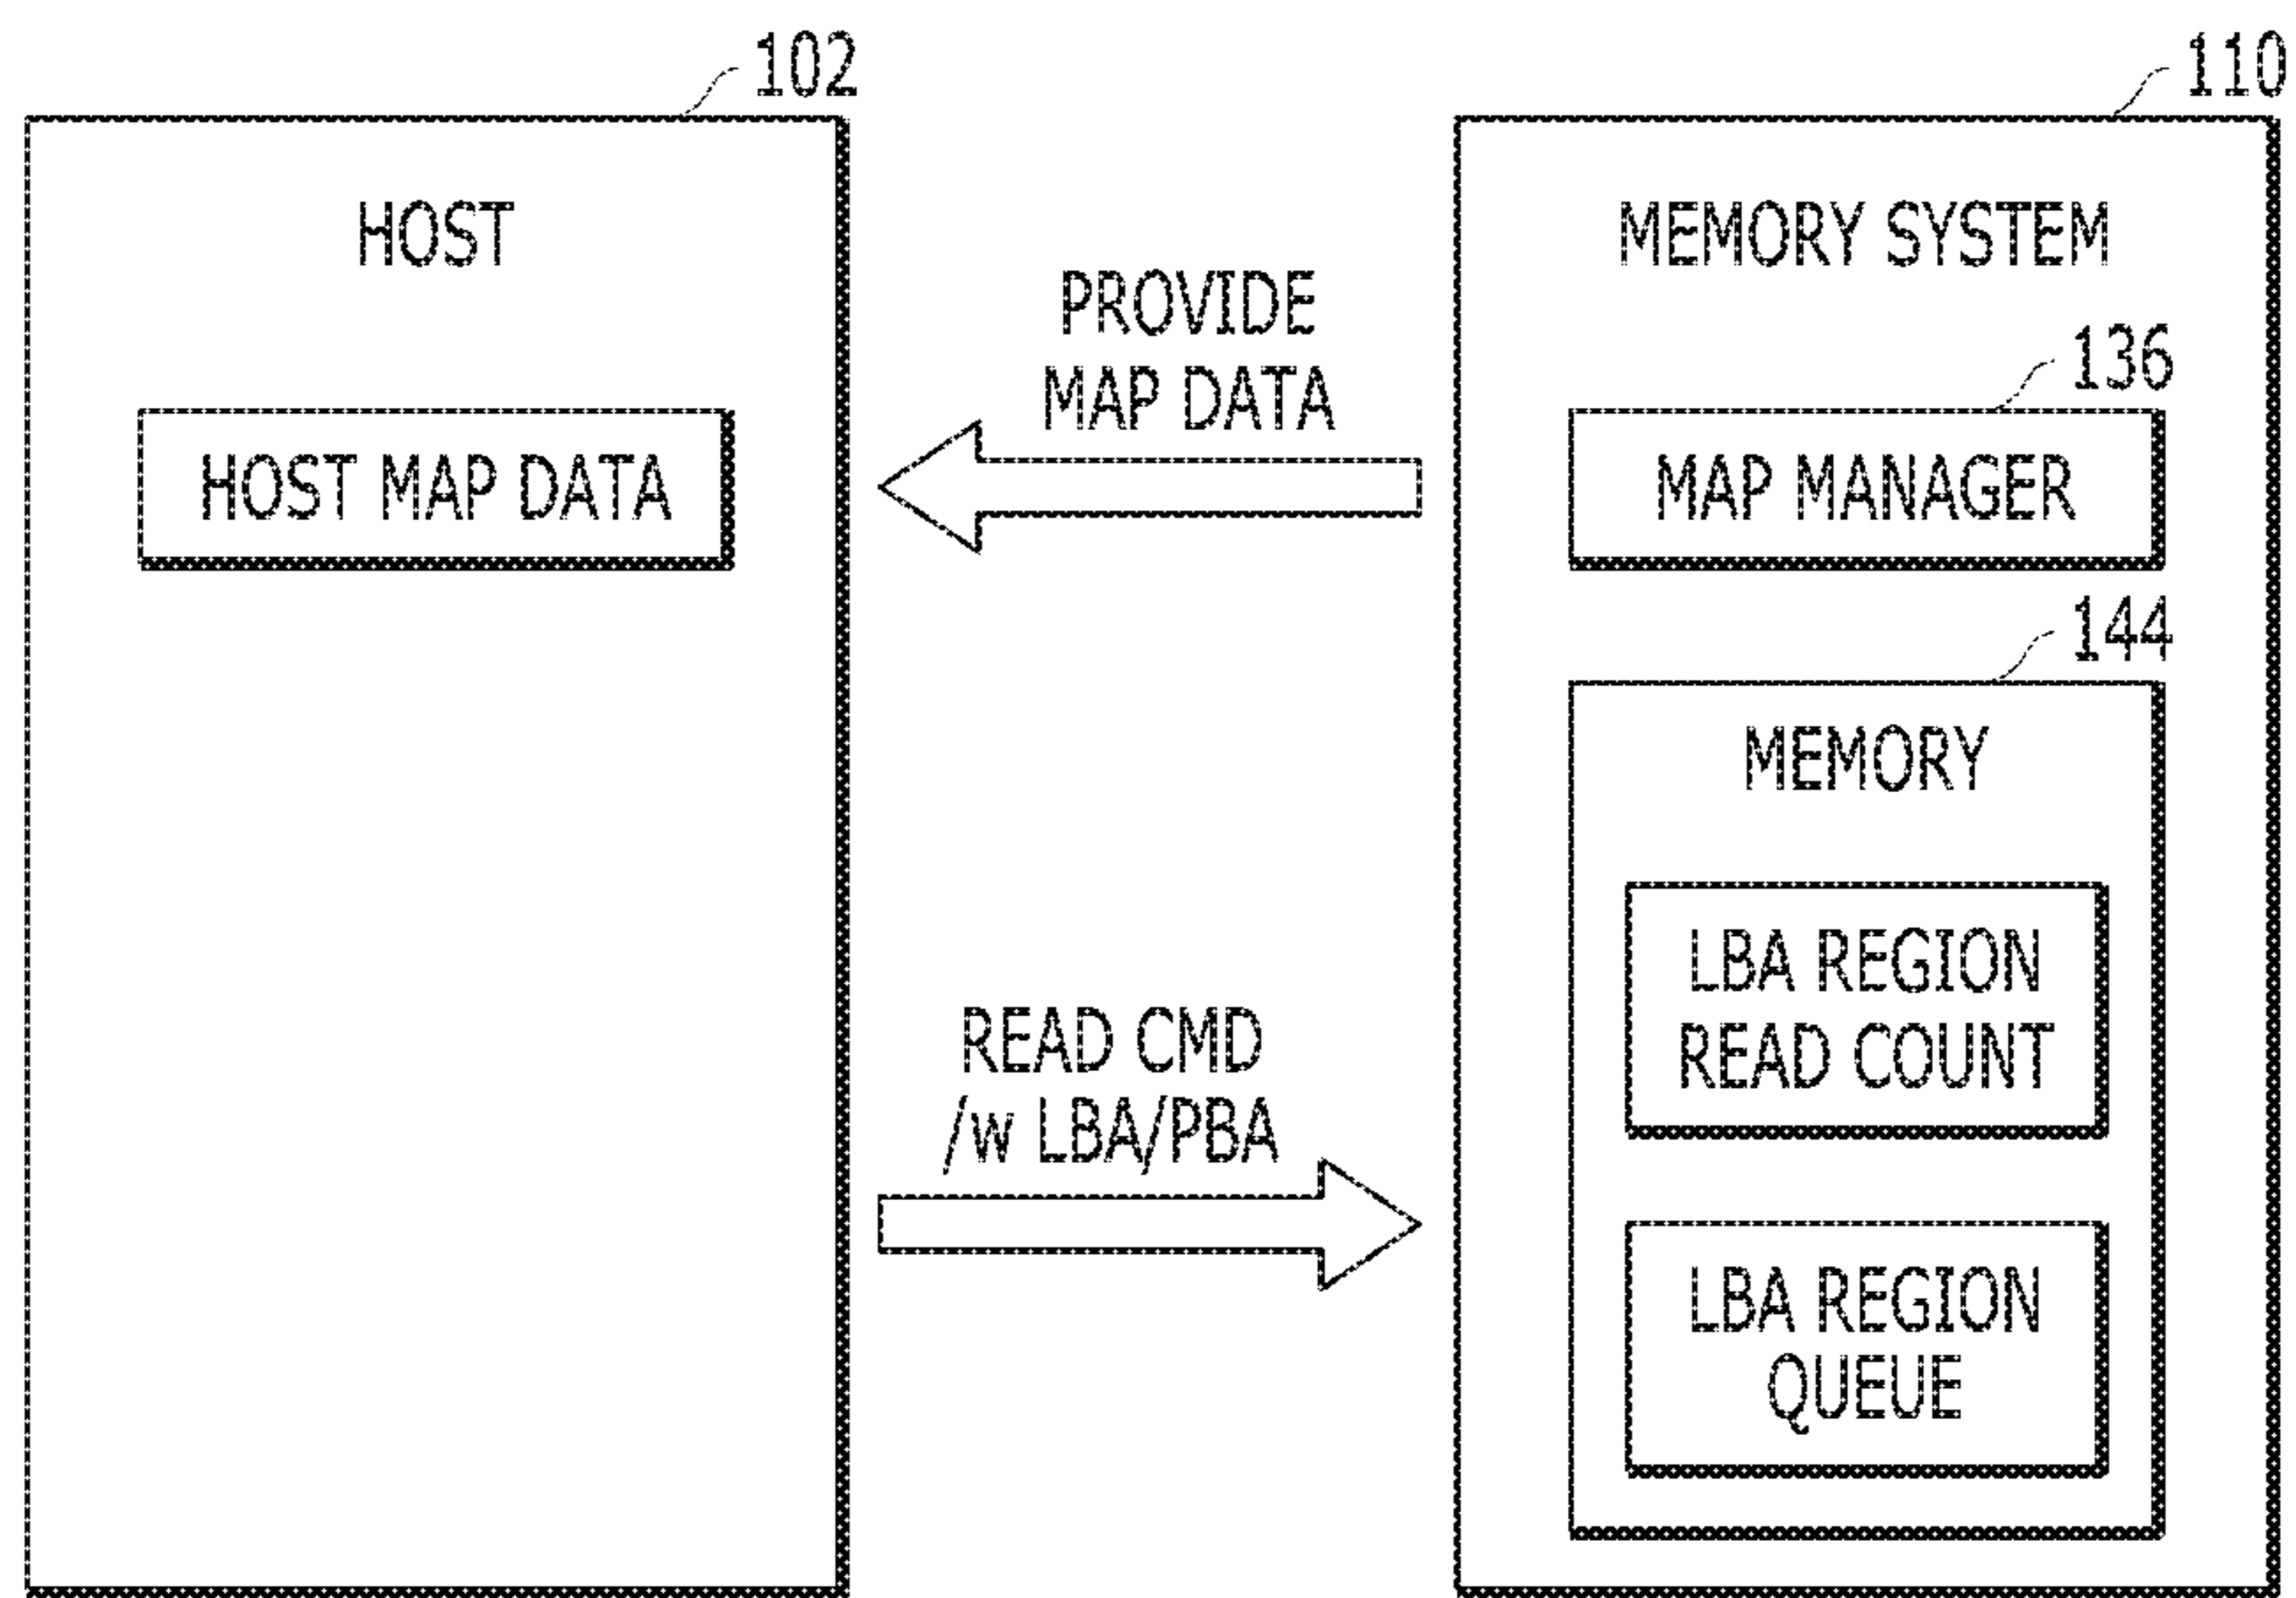 102
110
HOST
MEMORY SYSTEM
PROVIDE
MAP DATA
136
HOST MAP DATA
MAP MANAGER
144
MEMORY
LBA REGION
READ COUNT
READ CMD
/w LBA/PBA
LBA REGION
QUEUE